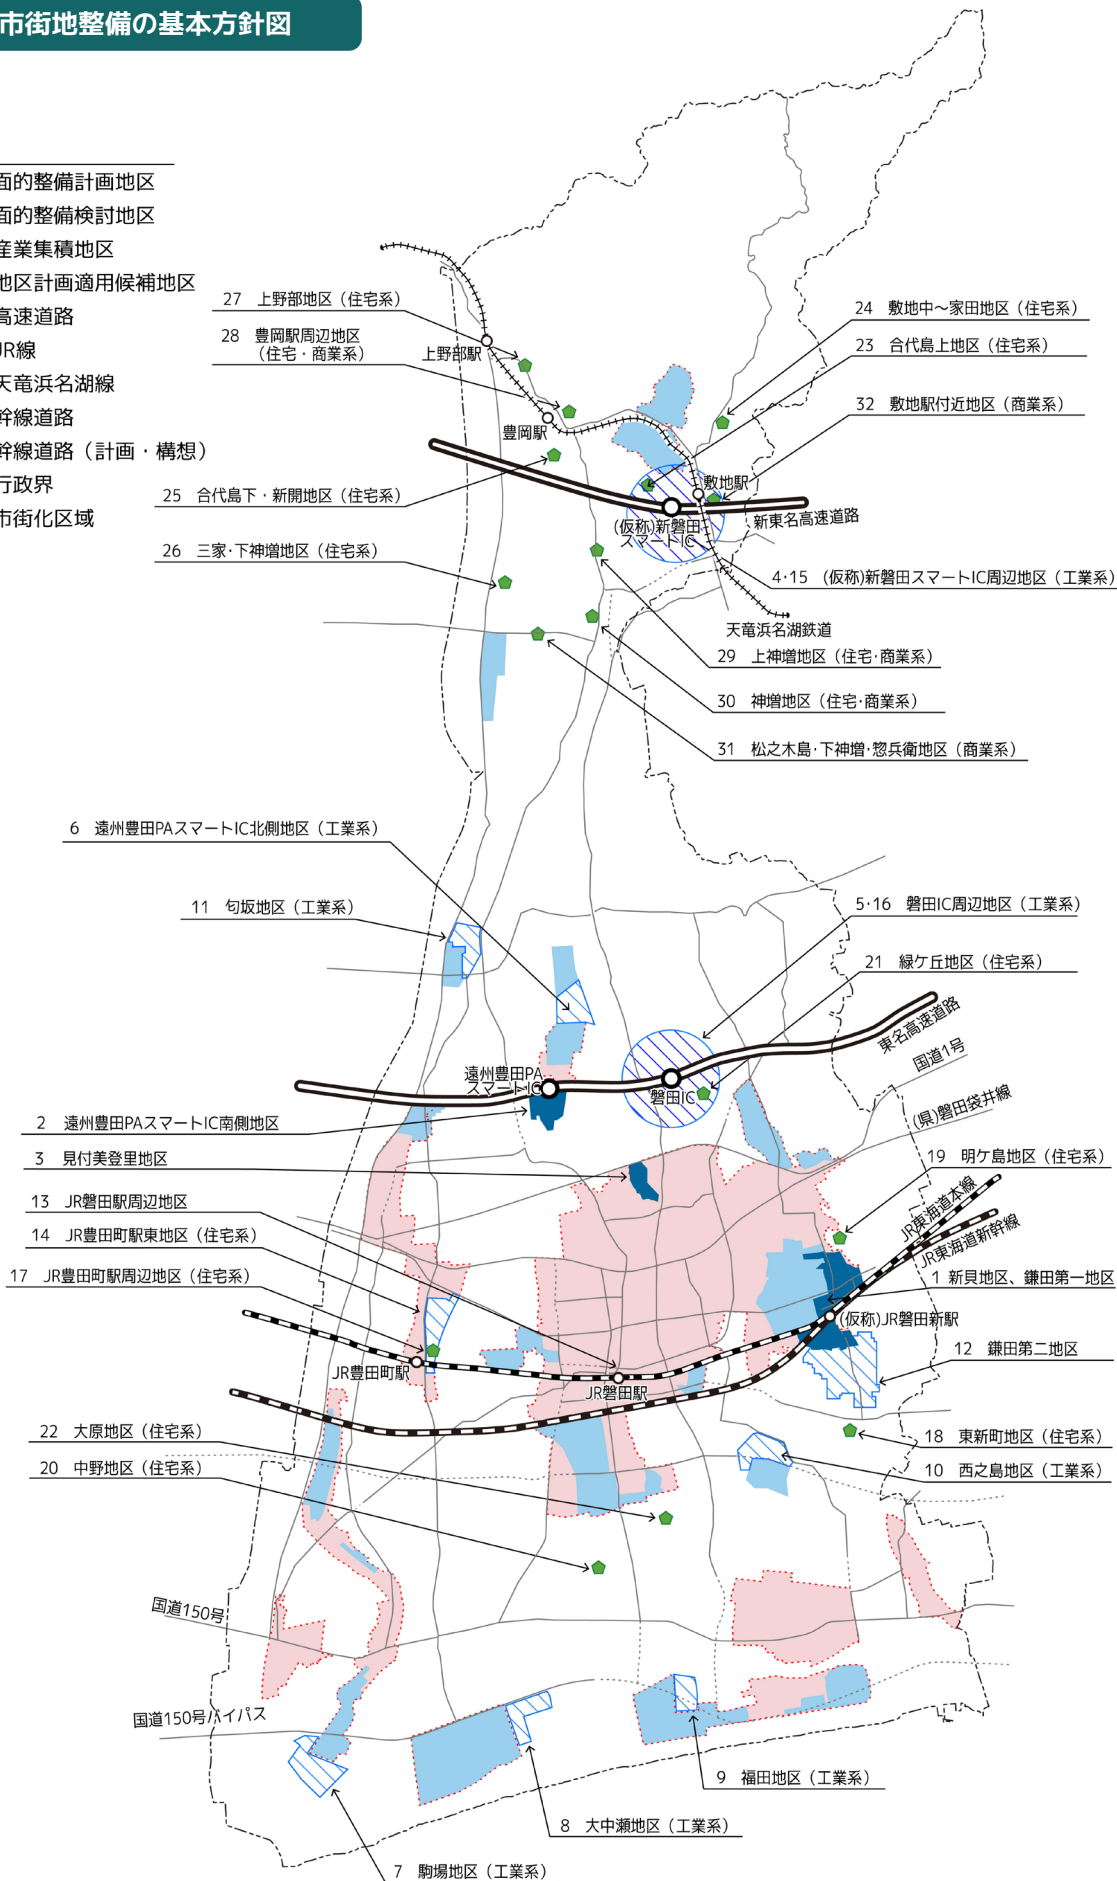 市街地整備の基本方針図
面的整備計画地区
面的整備検討地区
産業集積地区
地区計画適用候補地区
高速道路
JR線
天竜浜名湖線
幹線道路
幹線道路（計画・構想）
行政界
市街化区域
27 上野部地区（住宅系）
28 豊岡駅周辺地区
（住宅・商業系）
上野部駅
豊岡駅
24 敷地中～家田地区（住宅系）
23 合代島上地区（住宅系）
32 敷地駅付近地区（商業系）
敷地駅
25 合代島下・新開地区（住宅系）
新東名高速道路
(仮称)新磐田
スマートIC
26 三家・下神増地区（住宅系）
4・15 (仮称)新磐田スマートIC周辺地区（工業系）
天竜浜名湖鉄道
29 上神増地区（住宅・商業系）
30 神増地区（住宅・商業系）
31 松之木島・下神増・惣兵衛地区（商業系）
6 遠州豊田PAスマートIC北側地区（工業系）
11 匂坂地区（工業系）
5・16 磐田IC周辺地区（工業系）
21 緑ケ丘地区（住宅系）
東名高速道路
国道1号
遠州豊田PA
スマートIC
磐田IC
(県)磐田袋井線
2 遠州豊田PAスマートIC南側地区
3 見付美登里地区
19 明ケ島地区（住宅系）
13 JR磐田駅周辺地区
14 JR豊田町駅東地区（住宅系）
JR東海道本線
JR東海道新幹線
17 JR豊田町駅周辺地区（住宅系）
1 新貝地区、鎌田第一地区
(仮称)JR磐田新駅
12 鎌田第二地区
JR豊田町駅
JR磐田駅
22 大原地区（住宅系）
18 東新町地区（住宅系）
20 中野地区（住宅系）
10 西之島地区（工業系）
国道150号
国道150号バイパス
9 福田地区（工業系）
8 大中瀬地区（工業系）
7 駒場地区（工業系）